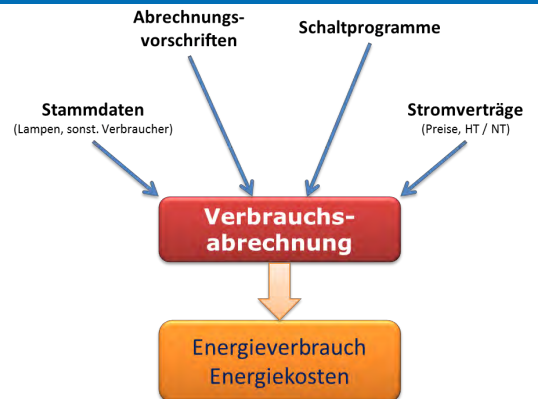 Abrechnungs-
vorschriften
Schaltprogramme
Stammdaten
(Lampen, sonst. Verbraucher)
Stromverträge
(Preise, HT / NT)
Verbrauchs-
abrechnung
Energieverbrauch
Energiekosten